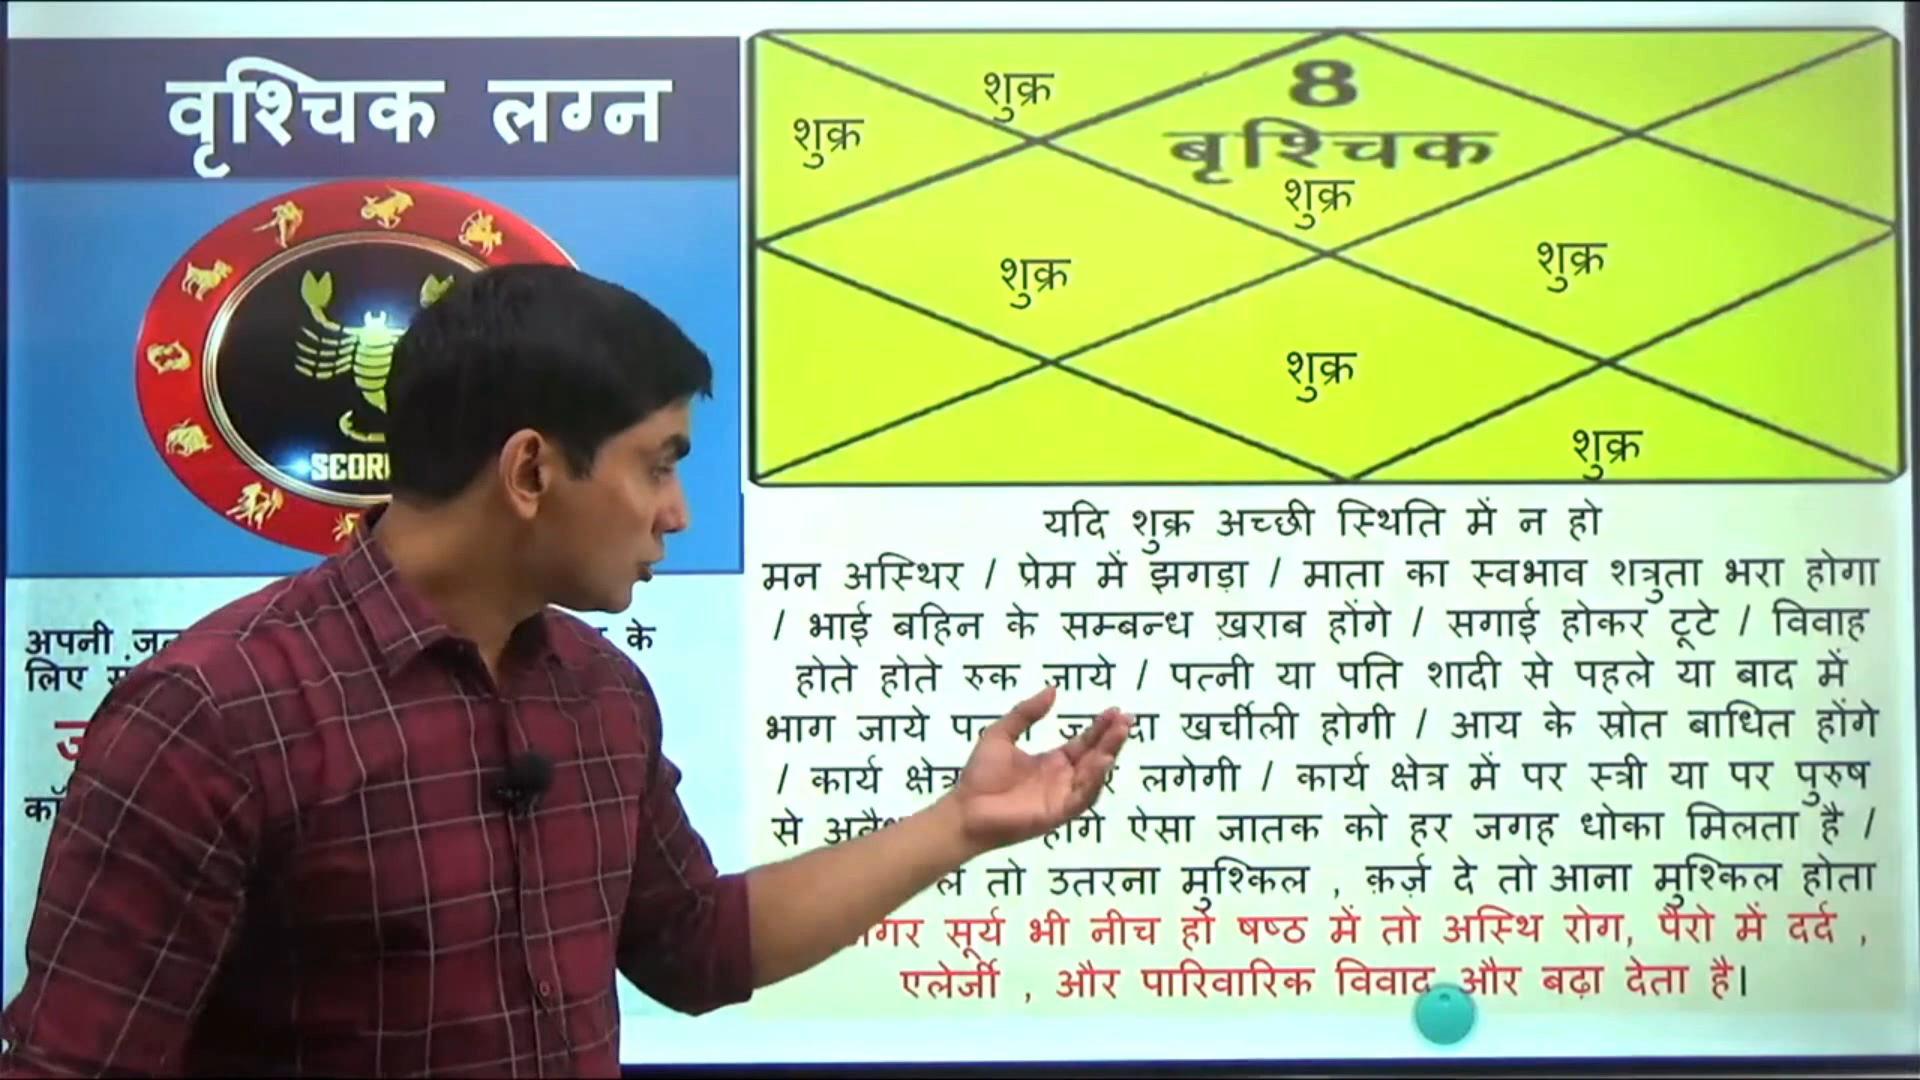 वृश्चिक लग्न
शुक्र
शुक्र
8
बृश्चिक
शुक्र
शुक्र
शुक्र
शुक्र
शुक्र
SCORP
यदि शुक्र अच्छी स्थिति में न हो
मन अस्थिर / प्रेम में झगड़ा / माता का स्वभाव शत्रुता भरा होगा
/ भाई बहिन के सम्बन्ध ख़राब होंगे / सगाई होकर टूटे / विवाह
होते होते रुक जाये / पत्नी या पति शादी से पहले या बाद में
भाग जाये खर्चीली होगी / आय के स्रोत बाधित होंगे
/ कार्य क्षेत्र लगेगी / कार्य क्षेत्र में पर स्त्री या पर पुरुष
से होंगे ऐसा जातक को हर जगह धोका मिलता है /
तो उतरना मुश्किल , क़र्ज़ दे तो आना मुश्किल होता
सूर्य भी नीच हो षष्ठ में तो अस्थि रोग, पैरो में दर्द ,
एलेर्जी , और पारिवारिक विवाद और बढ़ा देता है।
अपनी के
लिए